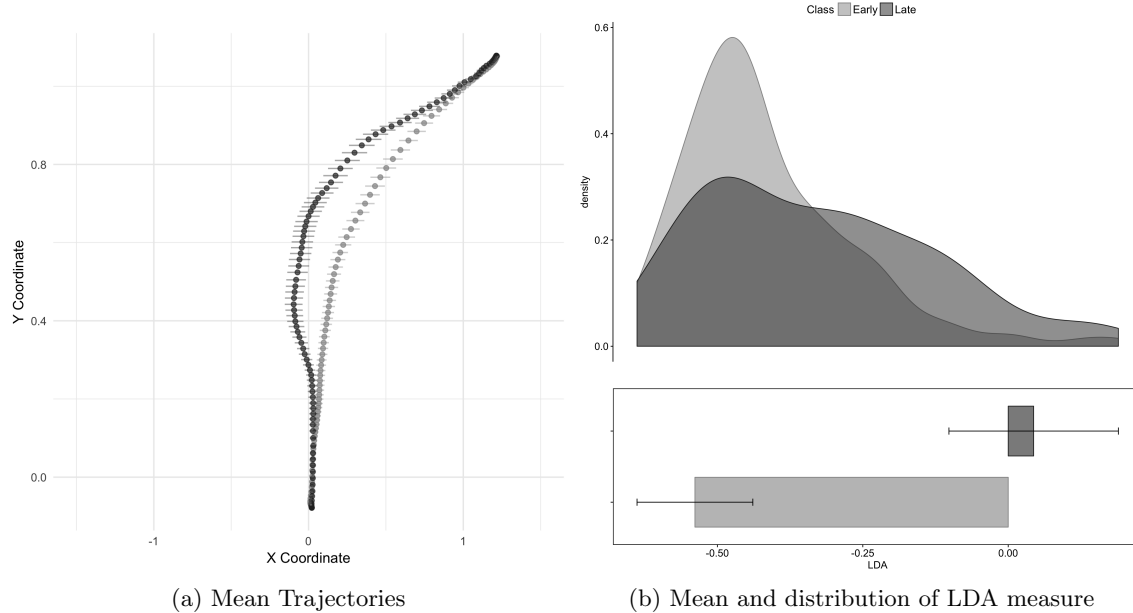 Class Early Late
0.6
0.4
0.2
0.0
density
0.8
0.4
0.0
Y Coordinate
-1 0 1
X Coordinate
-0.50 -0.25 0.00
LDA
(a) Mean Trajectories
(b) Mean and distribution of LDA measure